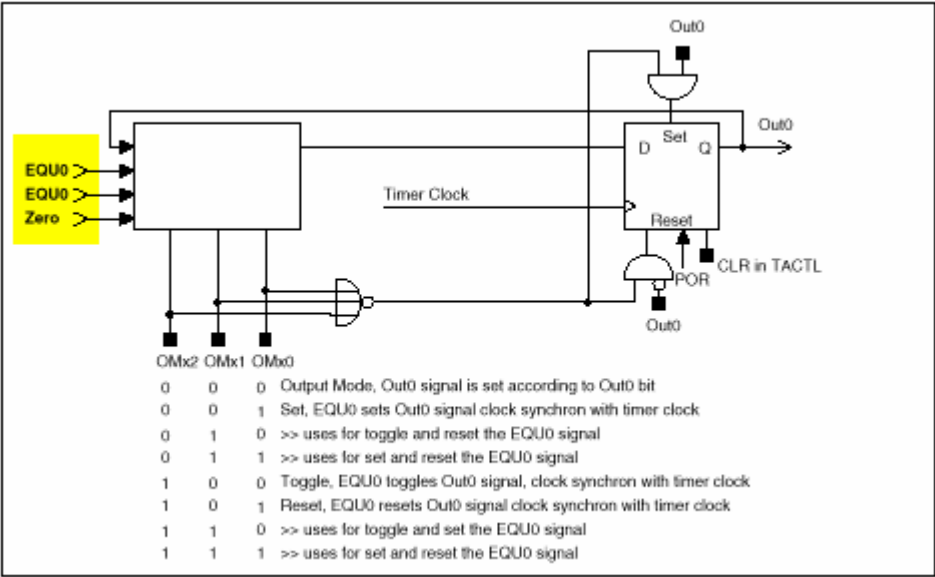 Out0
Set
D Q
Out0
EQU0
EQU0
Zero
Timer Clock
Reset
CLR in TACTL
POR
Out0
OMx2 OMx1 OMx0
0 0 0 Output Mode, Out0 signal is set according to Out0 bit
0 0 1 Set, EQU0 sets Out0 signal clock synchron with timer clock
0 1 0 >> uses for toggle and reset the EQU0 signal
0 1 1 >> uses for set and reset the EQU0 signal
1 0 0 Toggle, EQU0 toggles Out0 signal, clock synchron with timer clock
1 0 1 Reset, EQU0 resets Out0 signal clock synchron with timer clock
1 1 0 >> uses for toggle and set the EQU0 signal
1 1 1 >> uses for set and reset the EQU0 signal